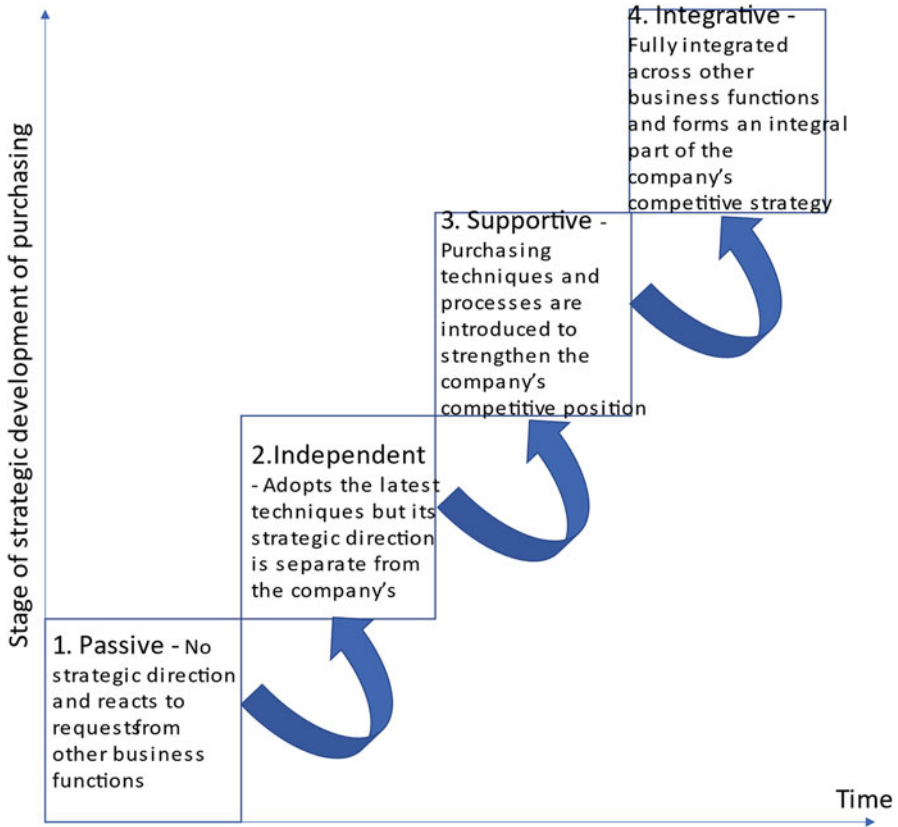 4. Integrative -
Fully integrated
across other
business functions
and forms an integral
part of the
company's
competitive strategy
3. Supportive -
Purchasing
techniques and
processes are
introduced to
strengthen the
company's
competitive position
2.Independent
- Adopts the latest
techniques but its
strategic direction
is separate from
the company's
1. Passive - No
strategic direction
and reacts to
requestsfrom
other business
functions
Stage of strategic development of purchasing
Time